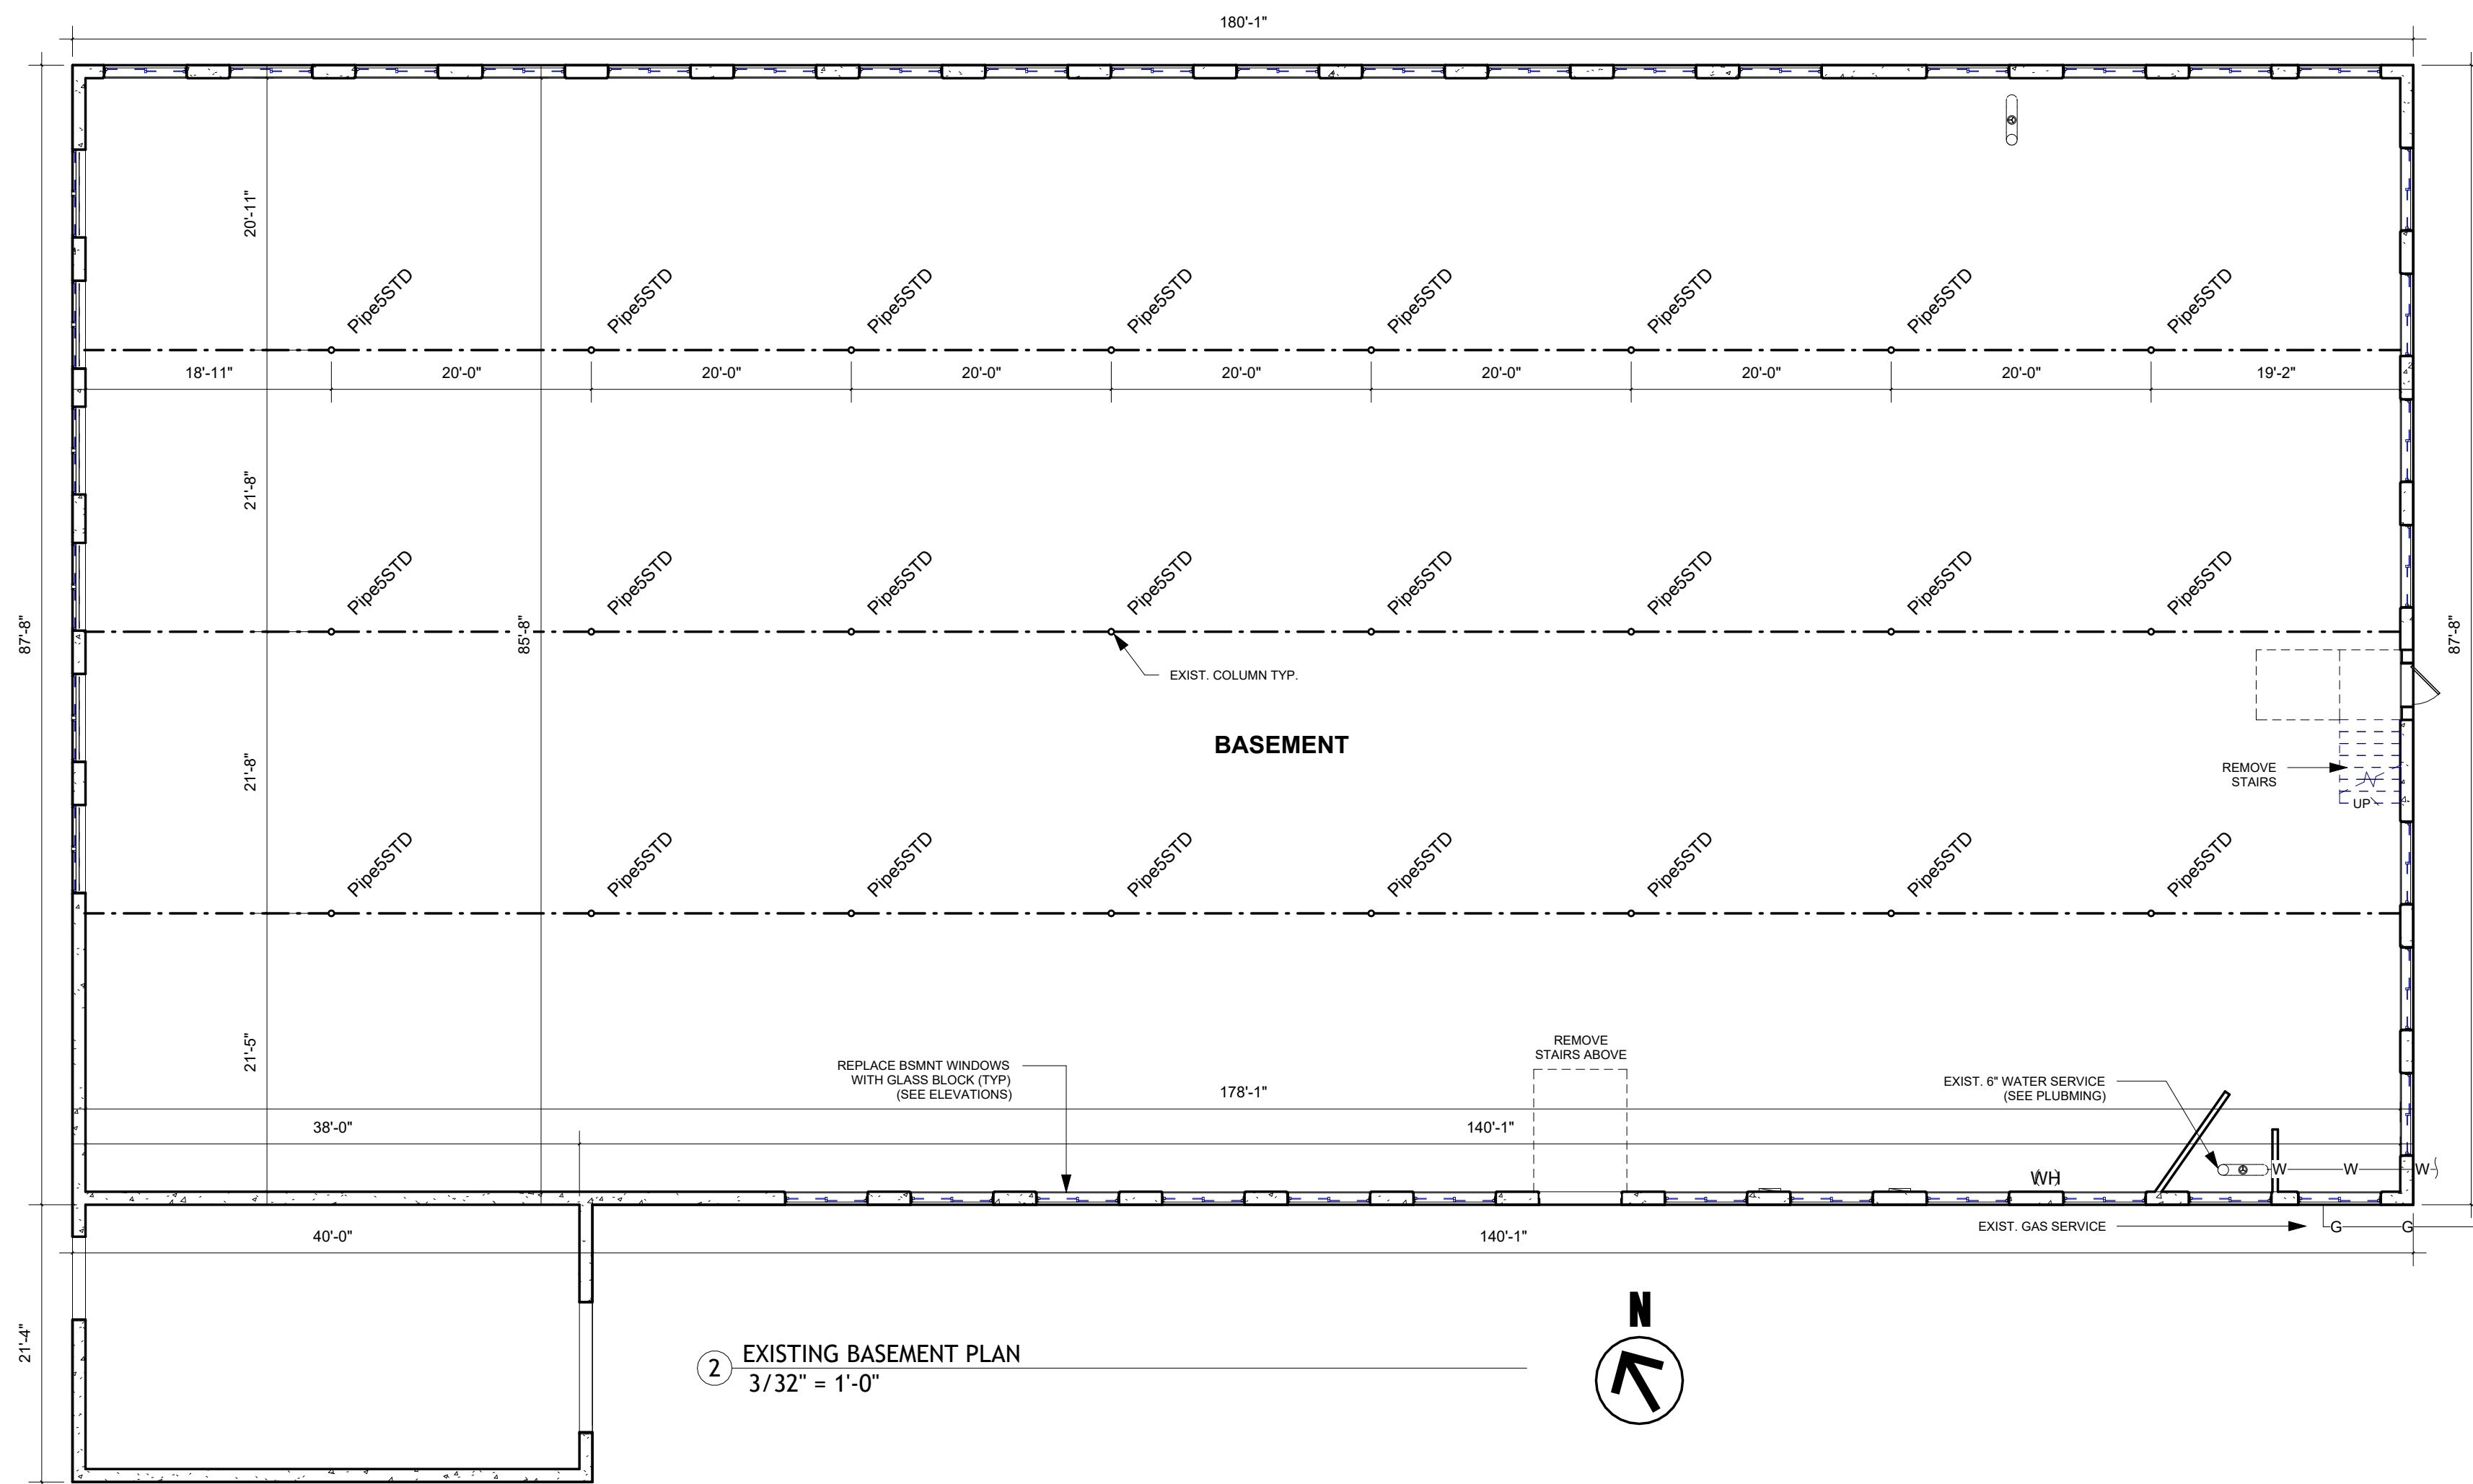 180'-1"
20'-11"
Pipe5STD Pipe5STD Pipe5STD Pipe5STD Pipe5STD Pipe5STD Pipe5STD Pipe5STD
18'-11" 20'-0" 20'-0" 20'-0" 20'-0" 20'-0" 20'-0" 20'-0" 19'-2"
21'-8"
Pipe5STD Pipe5STD Pipe5STD Pipe5STD Pipe5STD Pipe5STD Pipe5STD Pipe5STD
87'-8"
85'-8"
87'-8"
EXIST. COLUMN TYP.
BASEMENT
21'-8"
REMOVE
STAIRS
UP
Pipe5STD Pipe5STD Pipe5STD Pipe5STD Pipe5STD Pipe5STD Pipe5STD Pipe5STD
21'-5"
REPLACE BSMNT WINDOWS
WITH GLASS BLOCK (TYP)
(SEE ELEVATIONS)
REMOVE
STAIRS ABOVE
178'-1"
EXIST. 6" WATER SERVICE
(SEE PLUBMING)
38'-0"
140'-1"
WH
W W W
40'-0"
140'-1"
EXIST. GAS SERVICE
G G
21'-4"
N
2 EXISTING BASEMENT PLAN
3/32" = 1'-0"